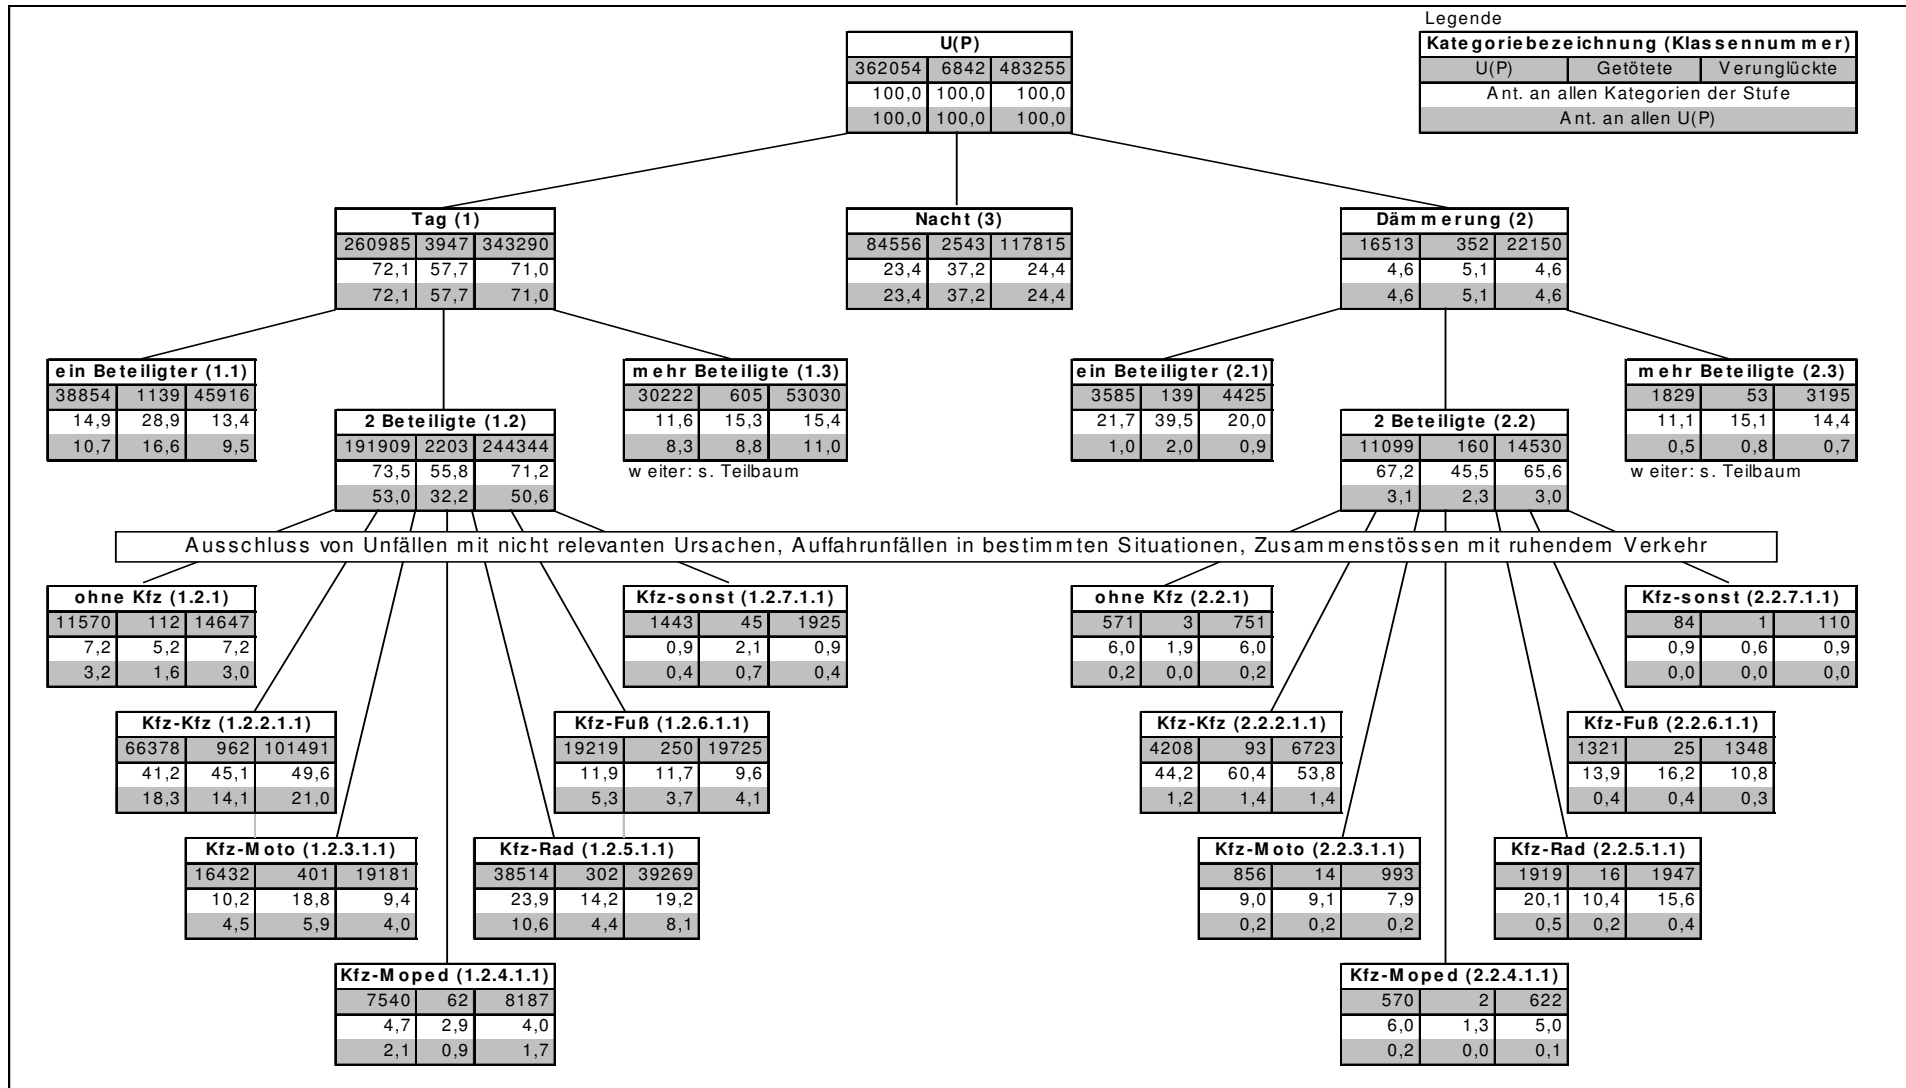 Legende
Kategoriebezeichnung (Klassennummer)
U(P) Getötete Verunglückte
Ant. an allen Kategorien der Stufe
Ant. an allen U(P)
U(P)
362054 6842 483255
100,0 100,0 100,0
100,0 100,0 100,0
Tag (1)
260985 3947 343290
72,1 57,7 71,0
72,1 57,7 71,0
Nacht (3)
84556 2543 117815
23,4 37,2 24,4
23,4 37,2 24,4
Dämmerung (2)
16513 352 22150
4,6 5,1 4,6
4,6 5,1 4,6
ein Beteiligter (1.1)
38854 1139 45916
14,9 28,9 13,4
10,7 16,6 9,5
2 Beteiligte (1.2)
191909 2203 244344
73,5 55,8 71,2
53,0 32,2 50,6
mehr Beteiligte (1.3)
30222 605 53030
11,6 15,3 15,4
8,3 8,8 11,0
weiter: s. Teilbaum
ein Beteiligter (2.1)
3585 139 4425
21,7 39,5 20,0
1,0 2,0 0,9
2 Beteiligte (2.2)
11099 160 14530
67,2 45,5 65,6
3,1 2,3 3,0
mehr Beteiligte (2.3)
1829 53 3195
11,1 15,1 14,4
0,5 0,8 0,7
weiter: s. Teilbaum
Ausschluss von Unfällen mit nicht relevanten Ursachen, Auffahrunfällen in bestimmten Situationen, Zusammenstössen mit ruhendem Verkehr
ohne Kfz (1.2.1)
11570 112 14647
7,2 5,2 7,2
3,2 1,6 3,0
Kfz-sonst (1.2.7.1.1)
1443 45 1925
0,9 2,1 0,9
0,4 0,7 0,4
Kfz-Kfz (1.2.2.1.1)
66378 962 101491
41,2 45,1 49,6
18,3 14,1 21,0
Kfz-Fuß (1.2.6.1.1)
19219 250 19725
11,9 11,7 9,6
5,3 3,7 4,1
Kfz-Moto (1.2.3.1.1)
16432 401 19181
10,2 18,8 9,4
4,5 5,9 4,0
Kfz-Rad (1.2.5.1.1)
38514 302 39269
23,9 14,2 19,2
10,6 4,4 8,1
Kfz-Moped (1.2.4.1.1)
7540 62 8187
4,7 2,9 4,0
2,1 0,9 1,7
ohne Kfz (2.2.1)
571 3 751
6,0 1,9 6,0
0,2 0,0 0,2
Kfz-sonst (2.2.7.1.1)
84 1 110
0,9 0,6 0,9
0,0 0,0 0,0
Kfz-Kfz (2.2.2.1.1)
4208 93 6723
44,2 60,4 53,8
1,2 1,4 1,4
Kfz-Fuß (2.2.6.1.1)
1321 25 1348
13,9 16,2 10,8
0,4 0,4 0,3
Kfz-Moto (2.2.3.1.1)
856 14 993
9,0 9,1 7,9
0,2 0,2 0,2
Kfz-Rad (2.2.5.1.1)
1919 16 1947
20,1 10,4 15,6
0,5 0,2 0,4
Kfz-Moped (2.2.4.1.1)
570 2 622
6,0 1,3 5,0
0,2 0,0 0,1